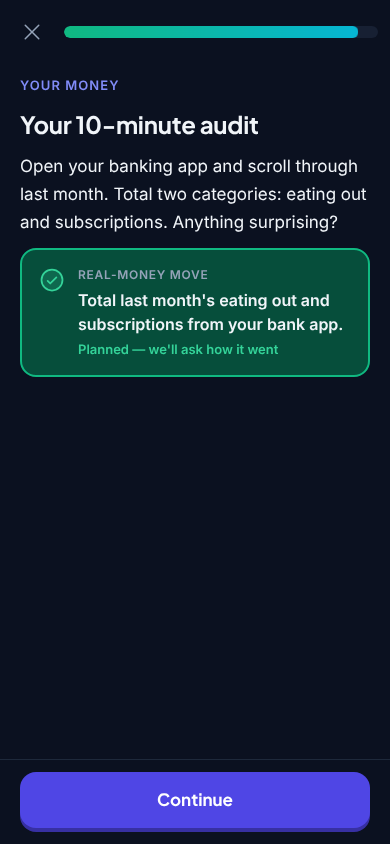 YOUR MONEY
Your 10-minute audit
Open your banking app and scroll through
last month. Total two categories: eating out
and subscriptions. Anything surprising?
REAL-MONEY MOVE
Total last month's eating out and
subscriptions from your bank app.
Planned — we'll ask how it went
Continue